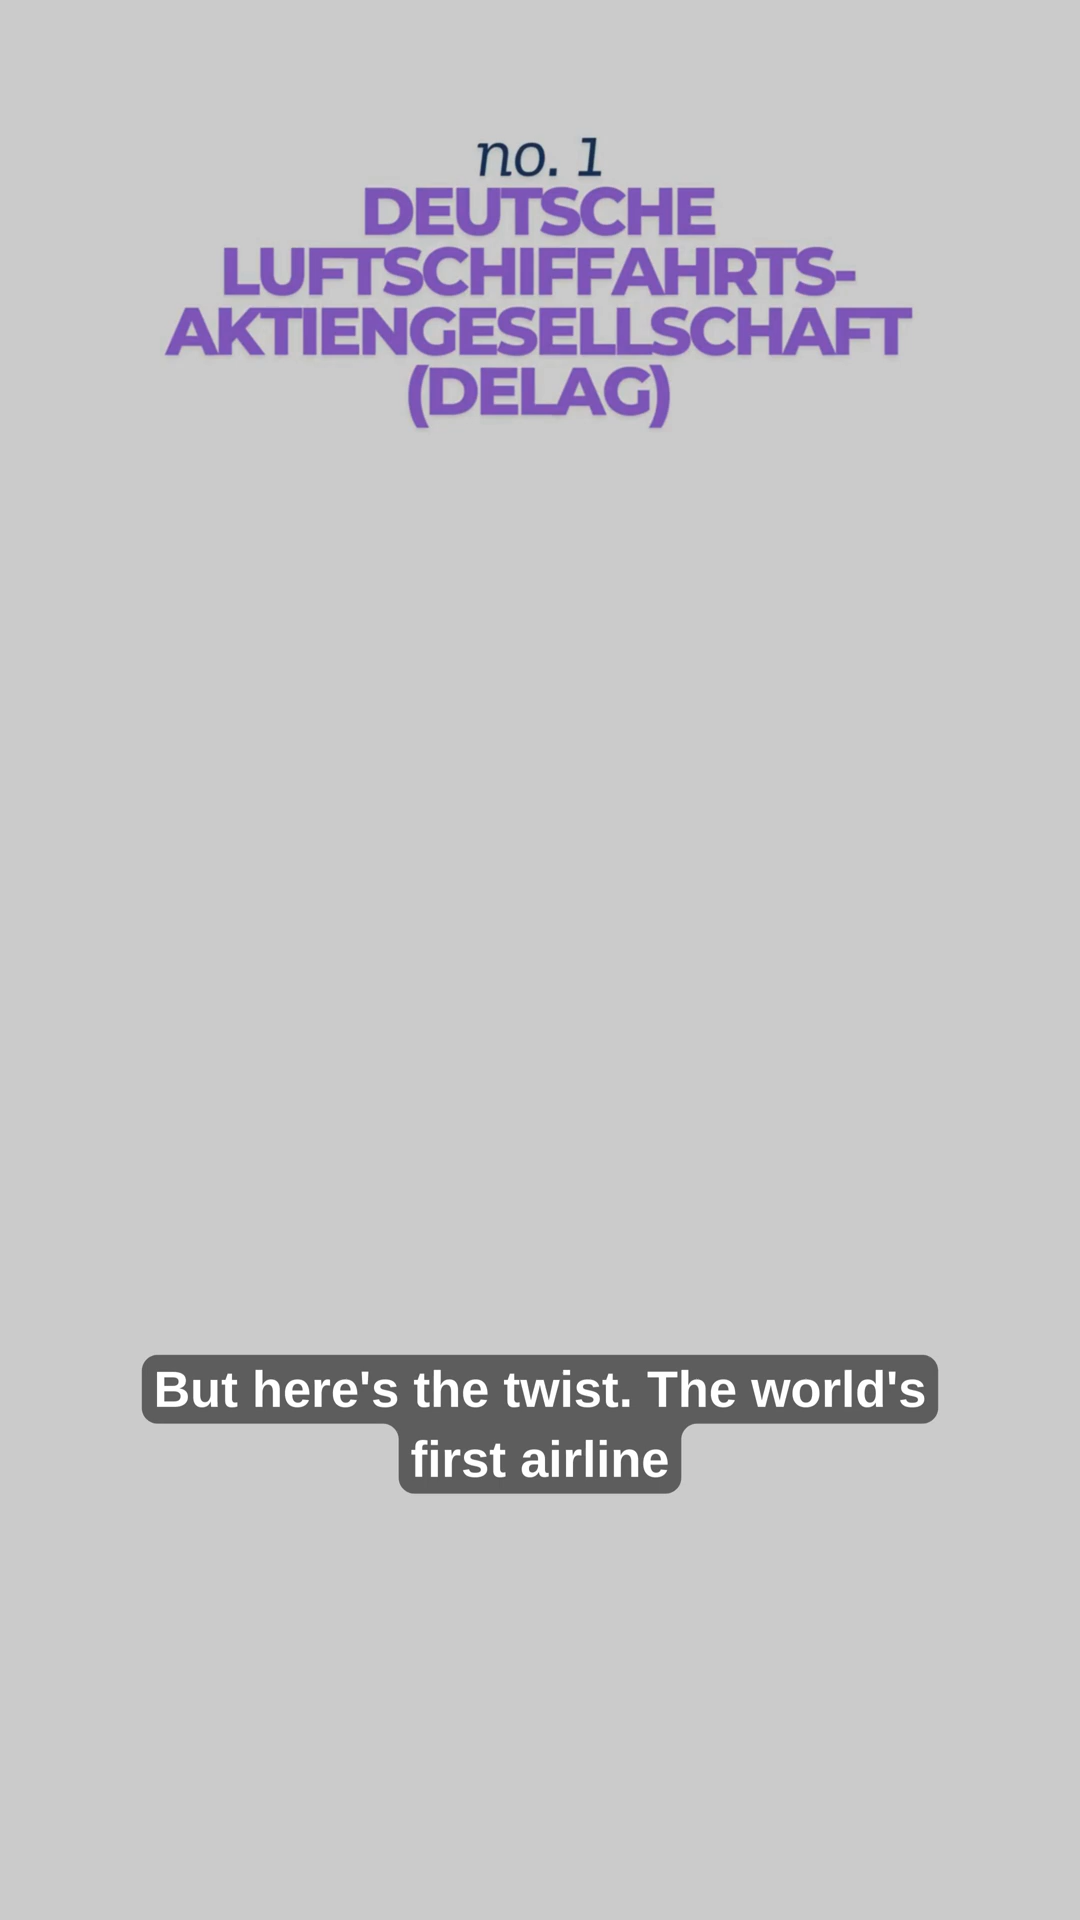 no. 1
DEUTSCHE
LUFTSCHIFFAHRTS-
AKTIENGESELLSCHAFT
(DELAG)
But here's the twist. The world's
first airline